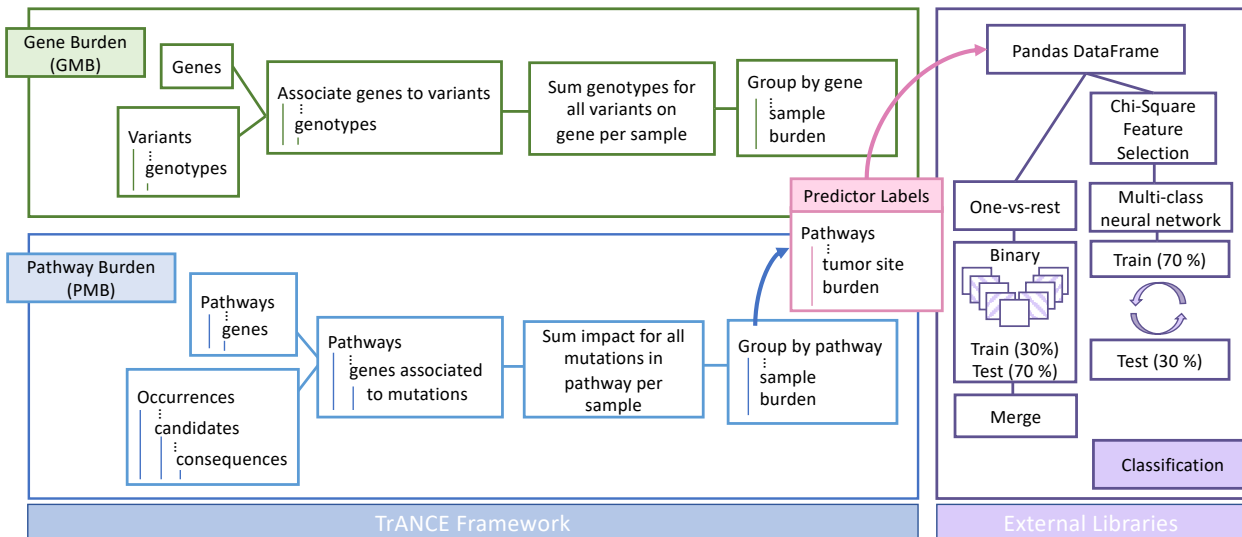 Gene Burden
(GMB)
Genes
Variants
genotypes
Associate genes to variants
genotypes
Sum genotypes for
all variants on
gene per sample
Group by gene
sample
burden
Predictor Labels
Pathways
tumor site
burden
Pathway Burden
(PMB)
Pathways
genes
Occurrences
candidates
consequences
Pathways
genes associated
to mutations
Sum impact for all
mutations in
pathway per
sample
Group by pathway
sample
burden
TrANCE Framework
Pandas DataFrame
Chi-Square
Feature
Selection
One-vs-rest
Multi-class
neural network
Binary
Train (30%)
Test (70 %)
Merge
Train (70 %)
Test (30 %)
Classification
External Libraries